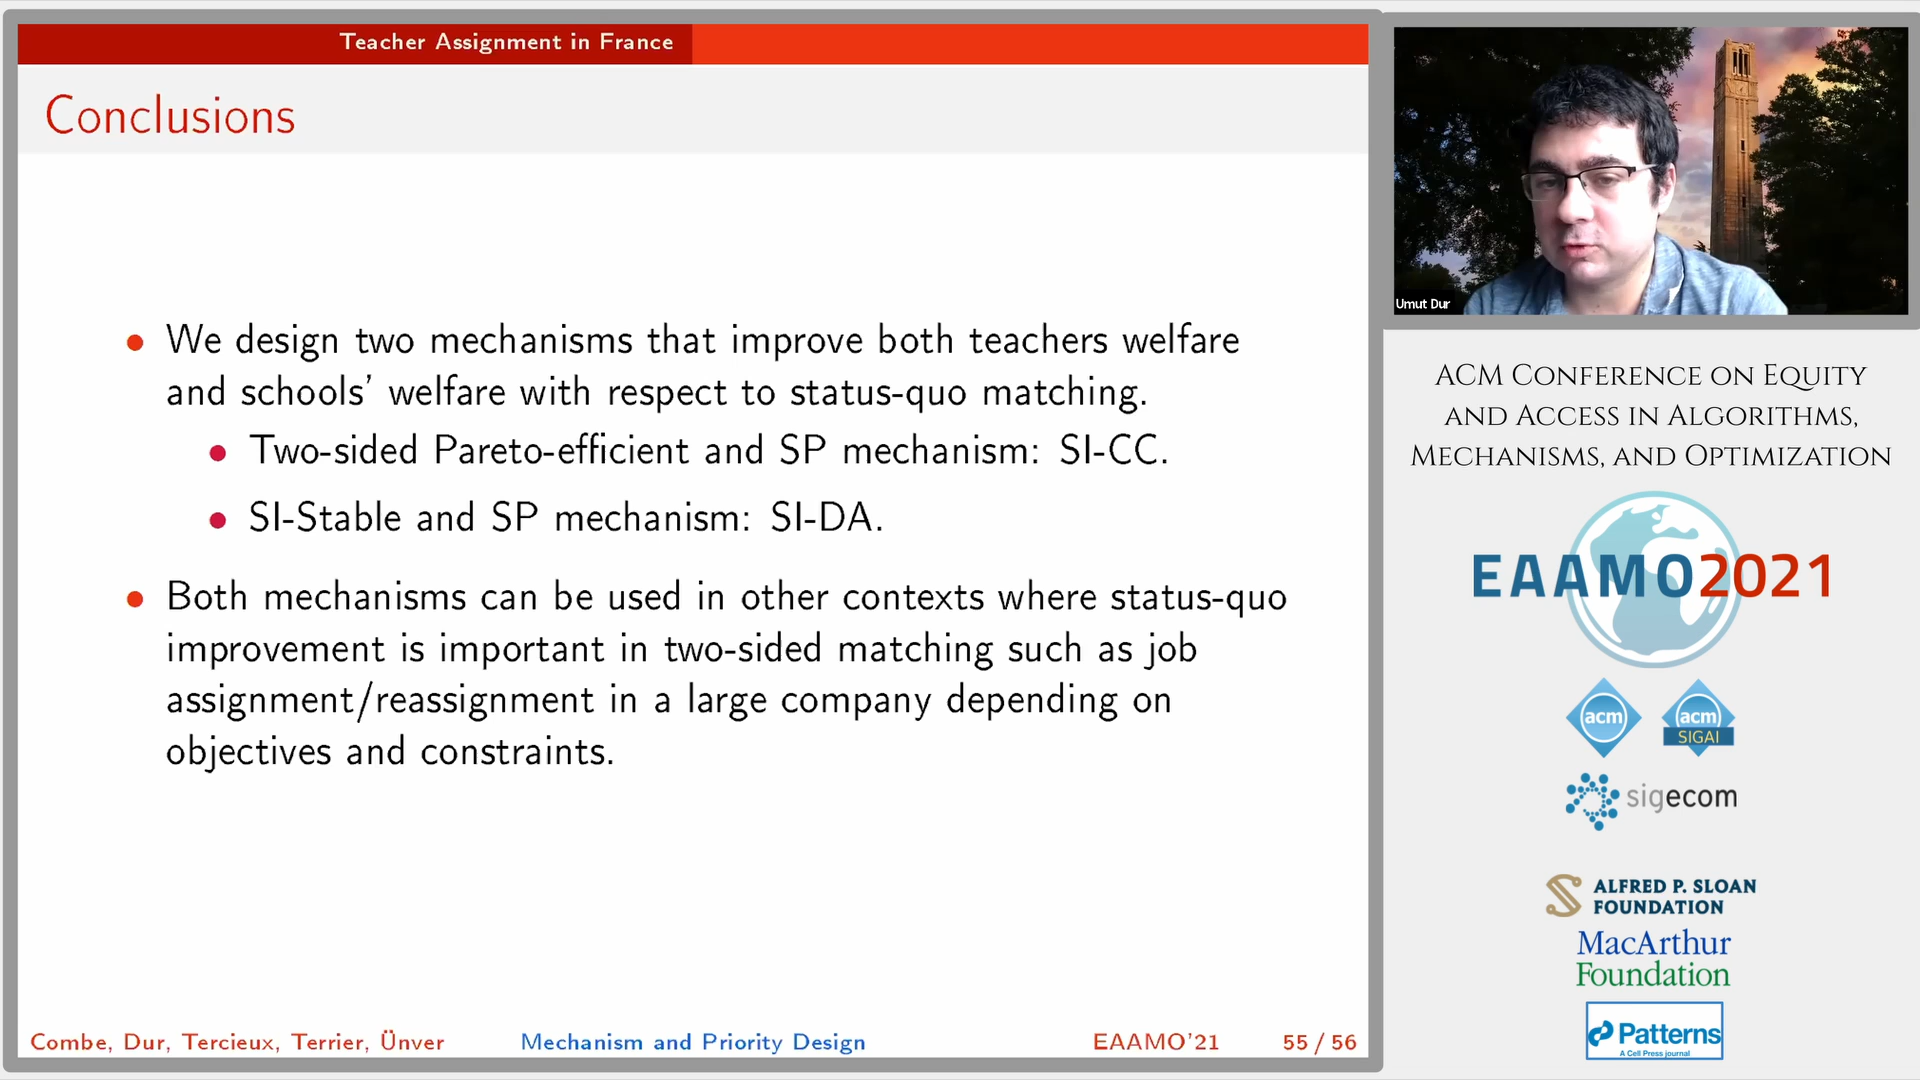 Teacher Assignment in France
Conclusions
• We design two mechanisms that improve both teachers welfare
and schools' welfare with respect to status-quo matching.
• Two-sided Pareto-efficient and SP mechanism: SI-CC.
• SI-Stable and SP mechanism: SI-DA.
• Both mechanisms can be used in other contexts where status-quo
improvement is important in two-sided matching such as job
assignment/reassignment in a large company depending on
objectives and constraints.
Combe, Dur, Tercieux, Terrier, Ünver
Mechanism and Priority Design
EAAMO'21
55 / 56
Umut Dur
ACM Conference on Equity
and Access in Algorithms,
Mechanisms, and Optimization
EAAMO2021
acm
acm
SIGAI
sigecom
ALFRED P. SLOAN
FOUNDATION
MacArthur
Foundation
Patterns
A Cell Press journal